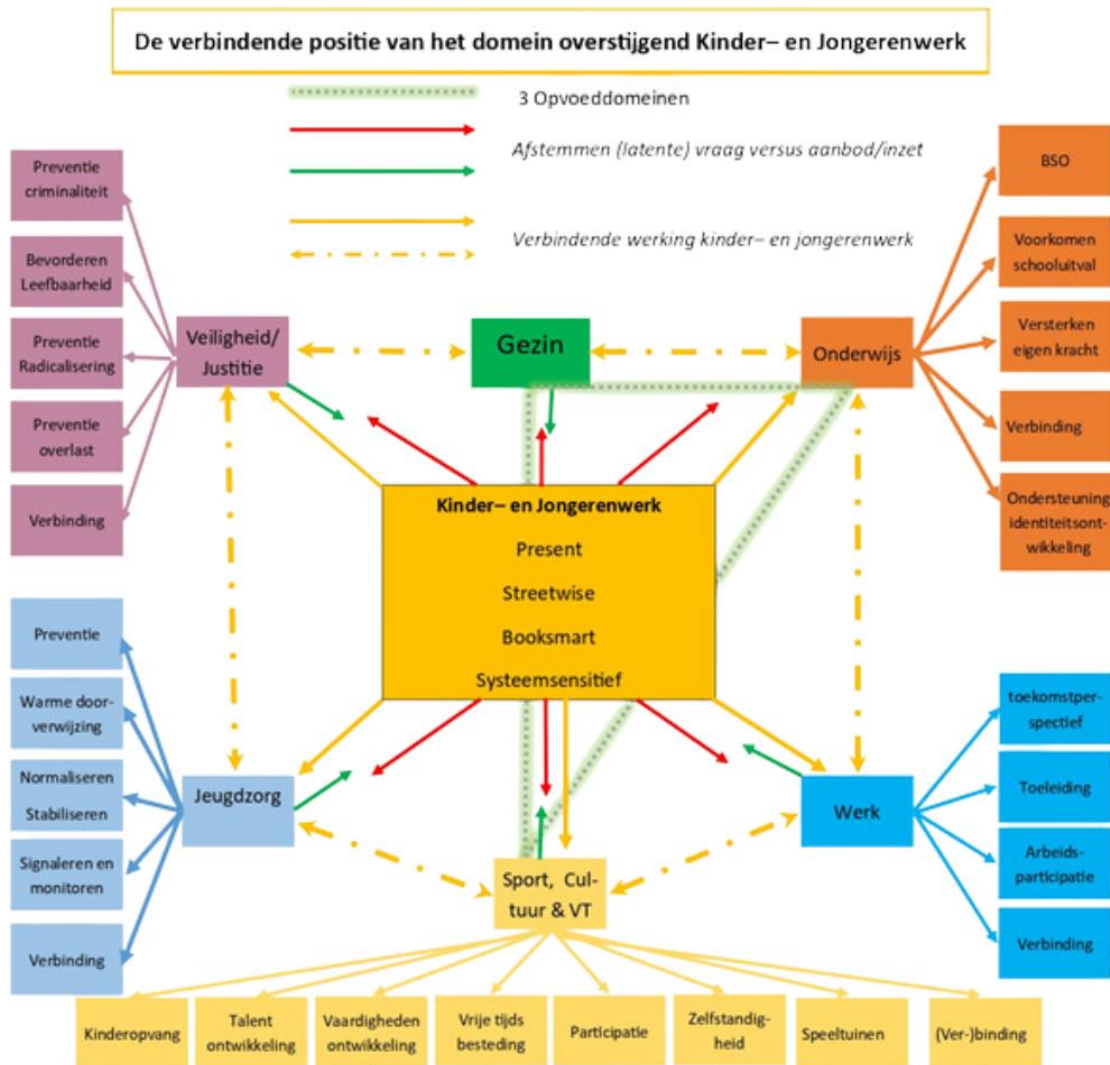 De verbindende positie van het domein overstijgend Kinder– en Jongerenwerk
3 Opvoeddomeinen
Afstemmen (latente) vraag versus aanbod/inzet
Verbindende werking kinder– en jongerenwerk
Preventie
criminaliteit
Bevorderen
Leefbaarheid
Preventie
Radicalisering
Preventie
overlast
Verbinding
Veiligheid/
Justitie
Gezin
Onderwijs
BSO
Voorkomen
schooluitval
Versterken
eigen kracht
Verbinding
Ondersteuning
identiteitsont-
wikkeling
Kinder– en Jongerenwerk
Present
Streetwise
Booksmart
Systeemsensitief
Preventie
Warme door-
verwijzing
Normaliseren
Stabiliseren
Signaleren en
monitoren
Verbinding
Jeugdzorg
Sport, Cul-
tuur & VT
Werk
toekomstper-
spectief
Toeleiding
Arbeids-
participatie
Verbinding
Kinderopvang
Talent
ontwikkeling
Vaardigheden
ontwikkeling
Vrije tijds
besteding
Participatie
Zelfstandig-
heid
Speeltuinen
(Ver-)binding